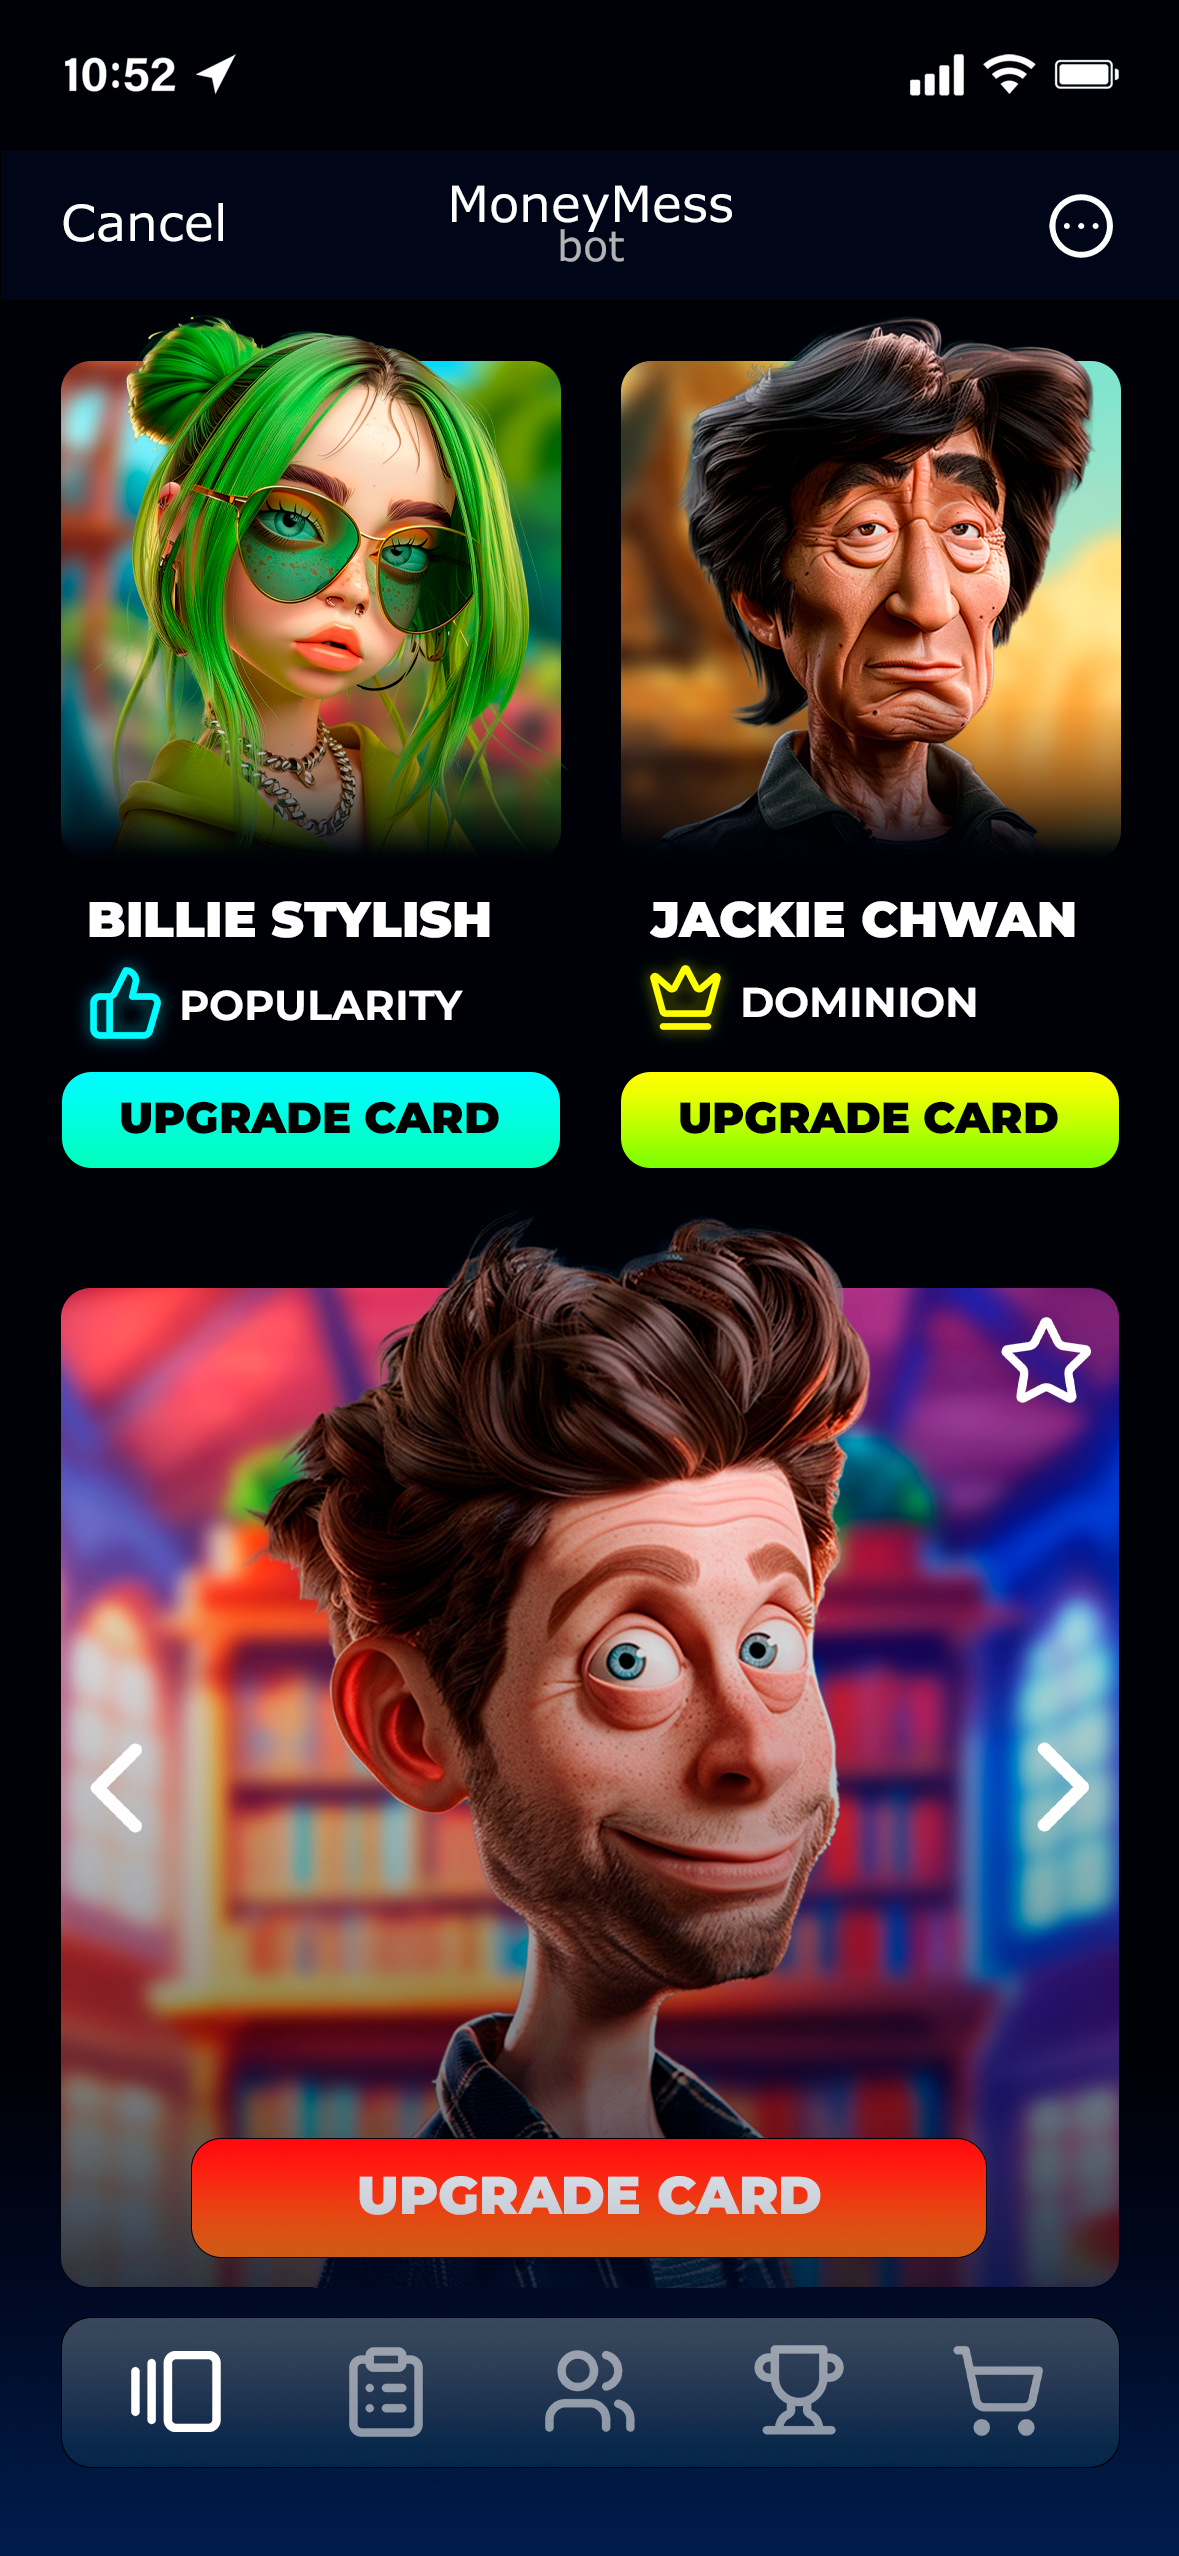 10:52
Cancel
MoneyMess
bot
BILLIE STYLISH
JACKIE CHWAN
POPULARITY
DOMINION
UPGRADE CARD
UPGRADE CARD
UPGRADE CARD